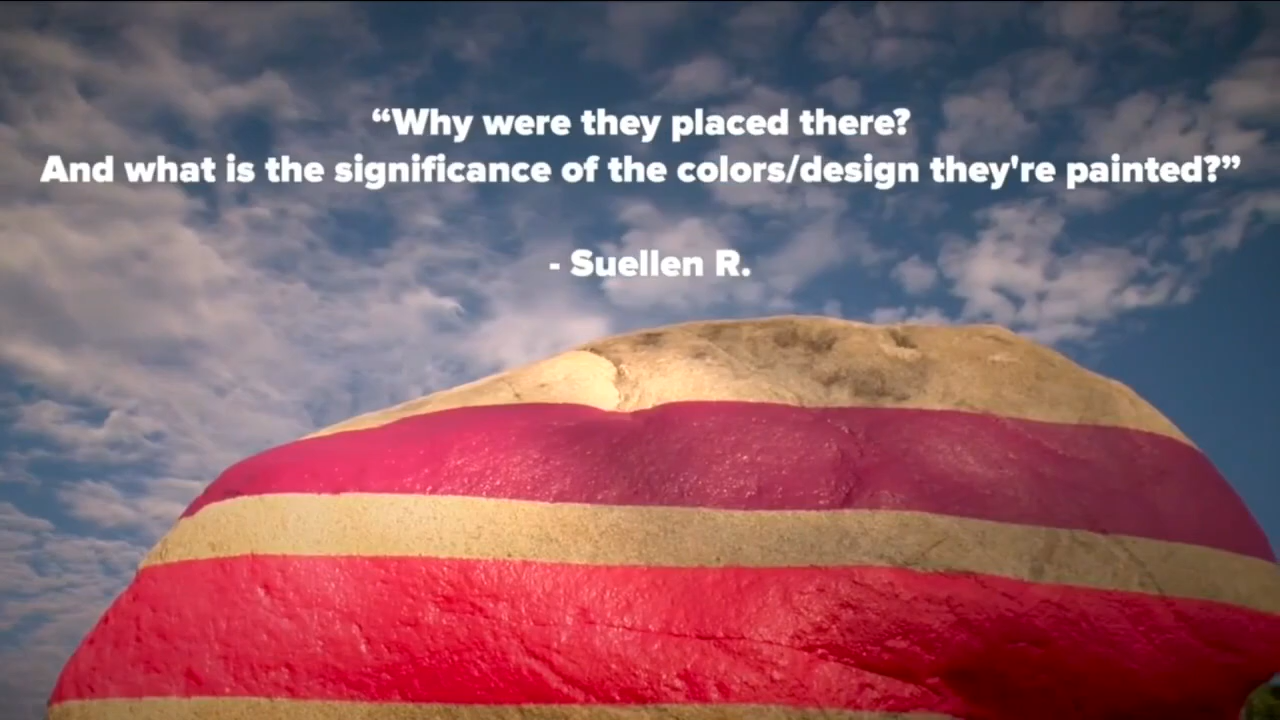 “Why were they placed there?
And what is the significance of the colors/design they're painted?”
- Suellen R.